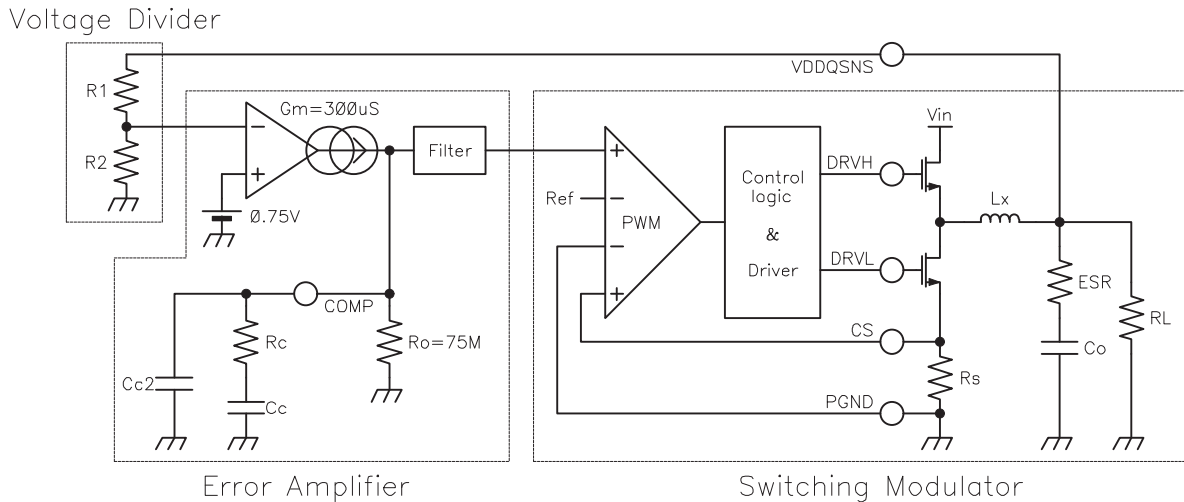 Voltage Divider
VDDQSNS
R1
R2
Gm=300uS
−
+
0.75V
Filter
COMP
Rc
Ro=75M
Cc2
Cc
Error Amplifier
+
Ref
−
PWM
−
+
Control
logic
&
Driver
DRVH
DRVL
CS
PGND
Vin
Lx
Rs
ESR
Co
RL
Switching Modulator